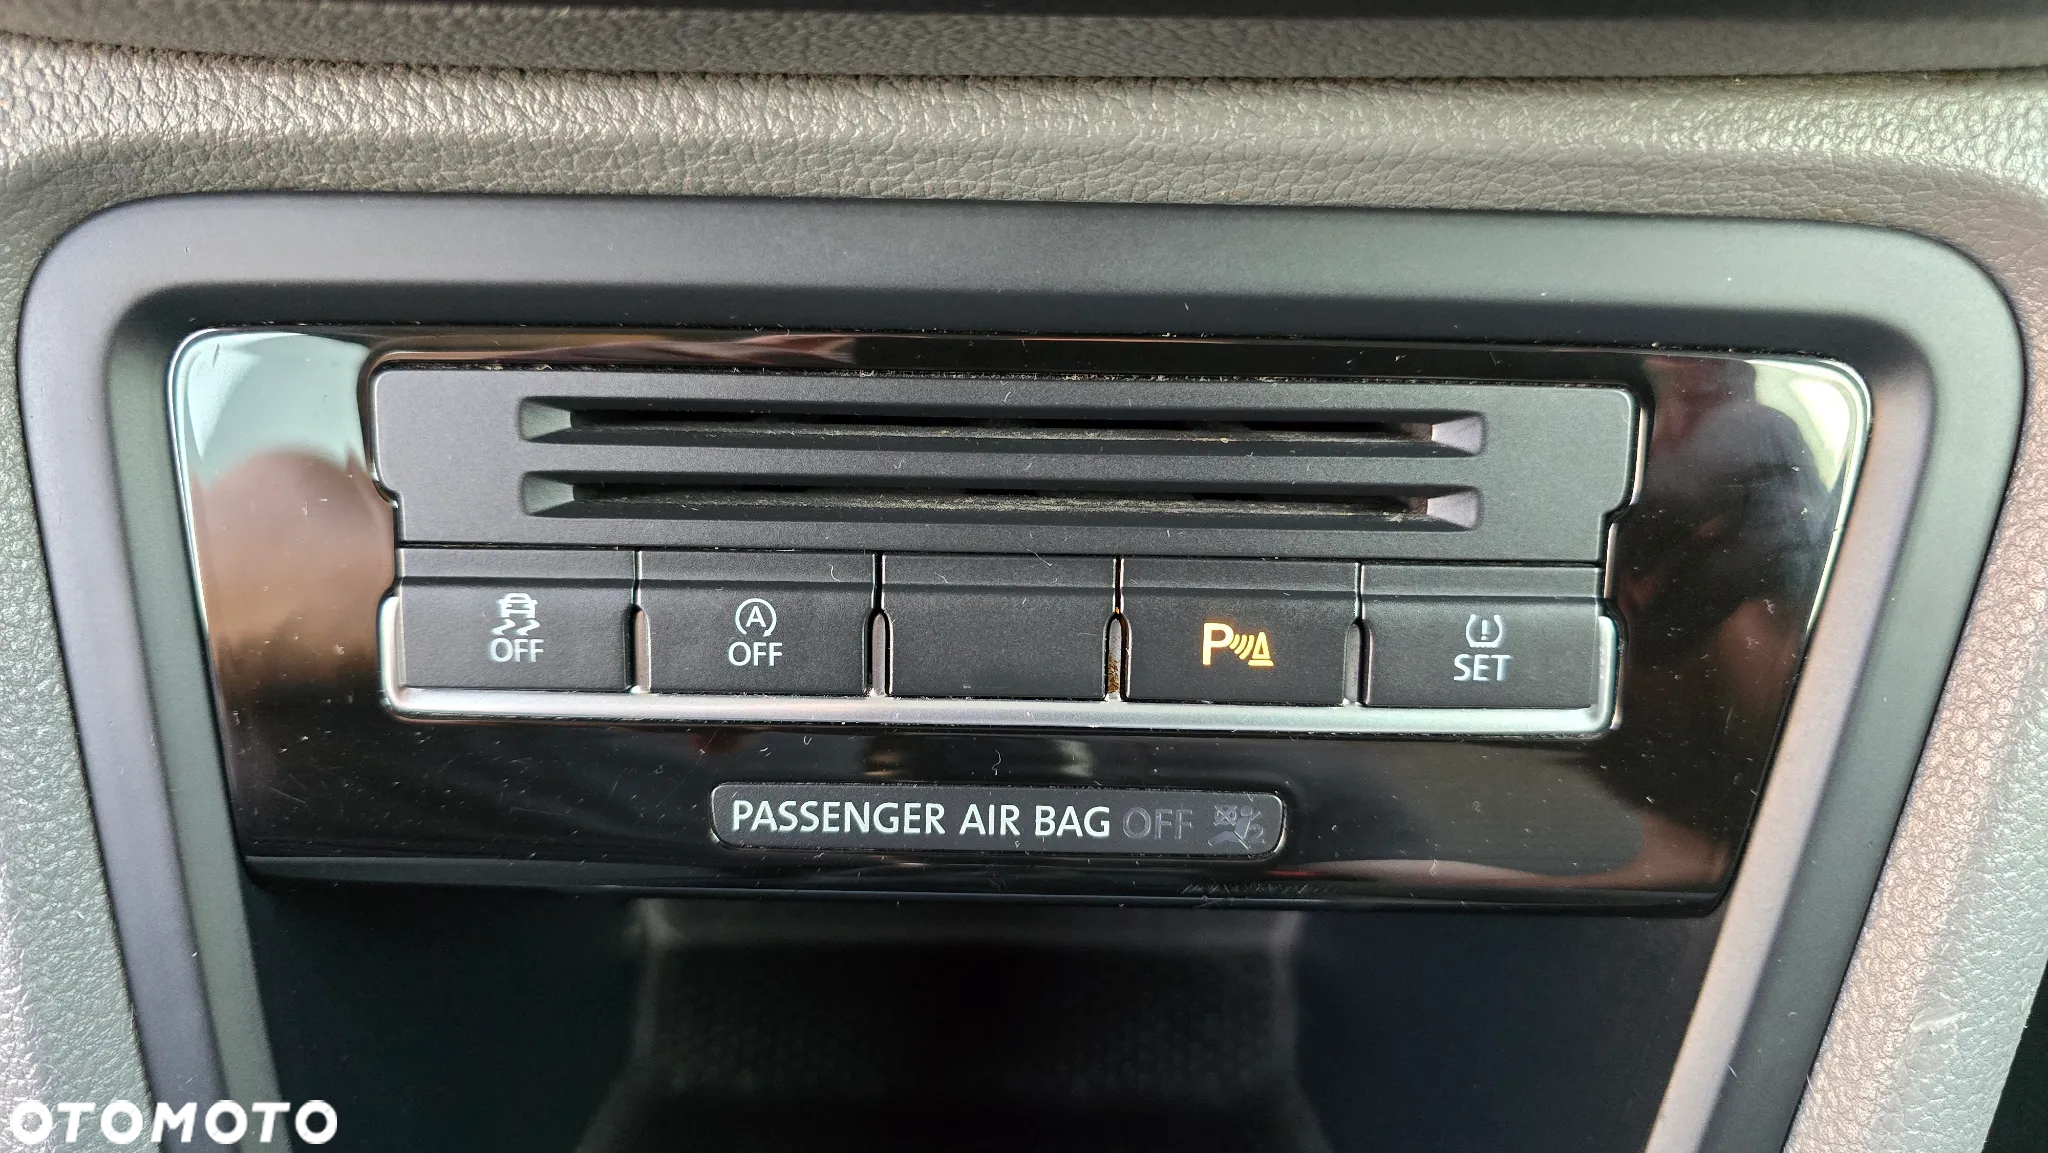 OFF
A
OFF
P
SET
PASSENGER AIR BAG OFF
OTOMOTO